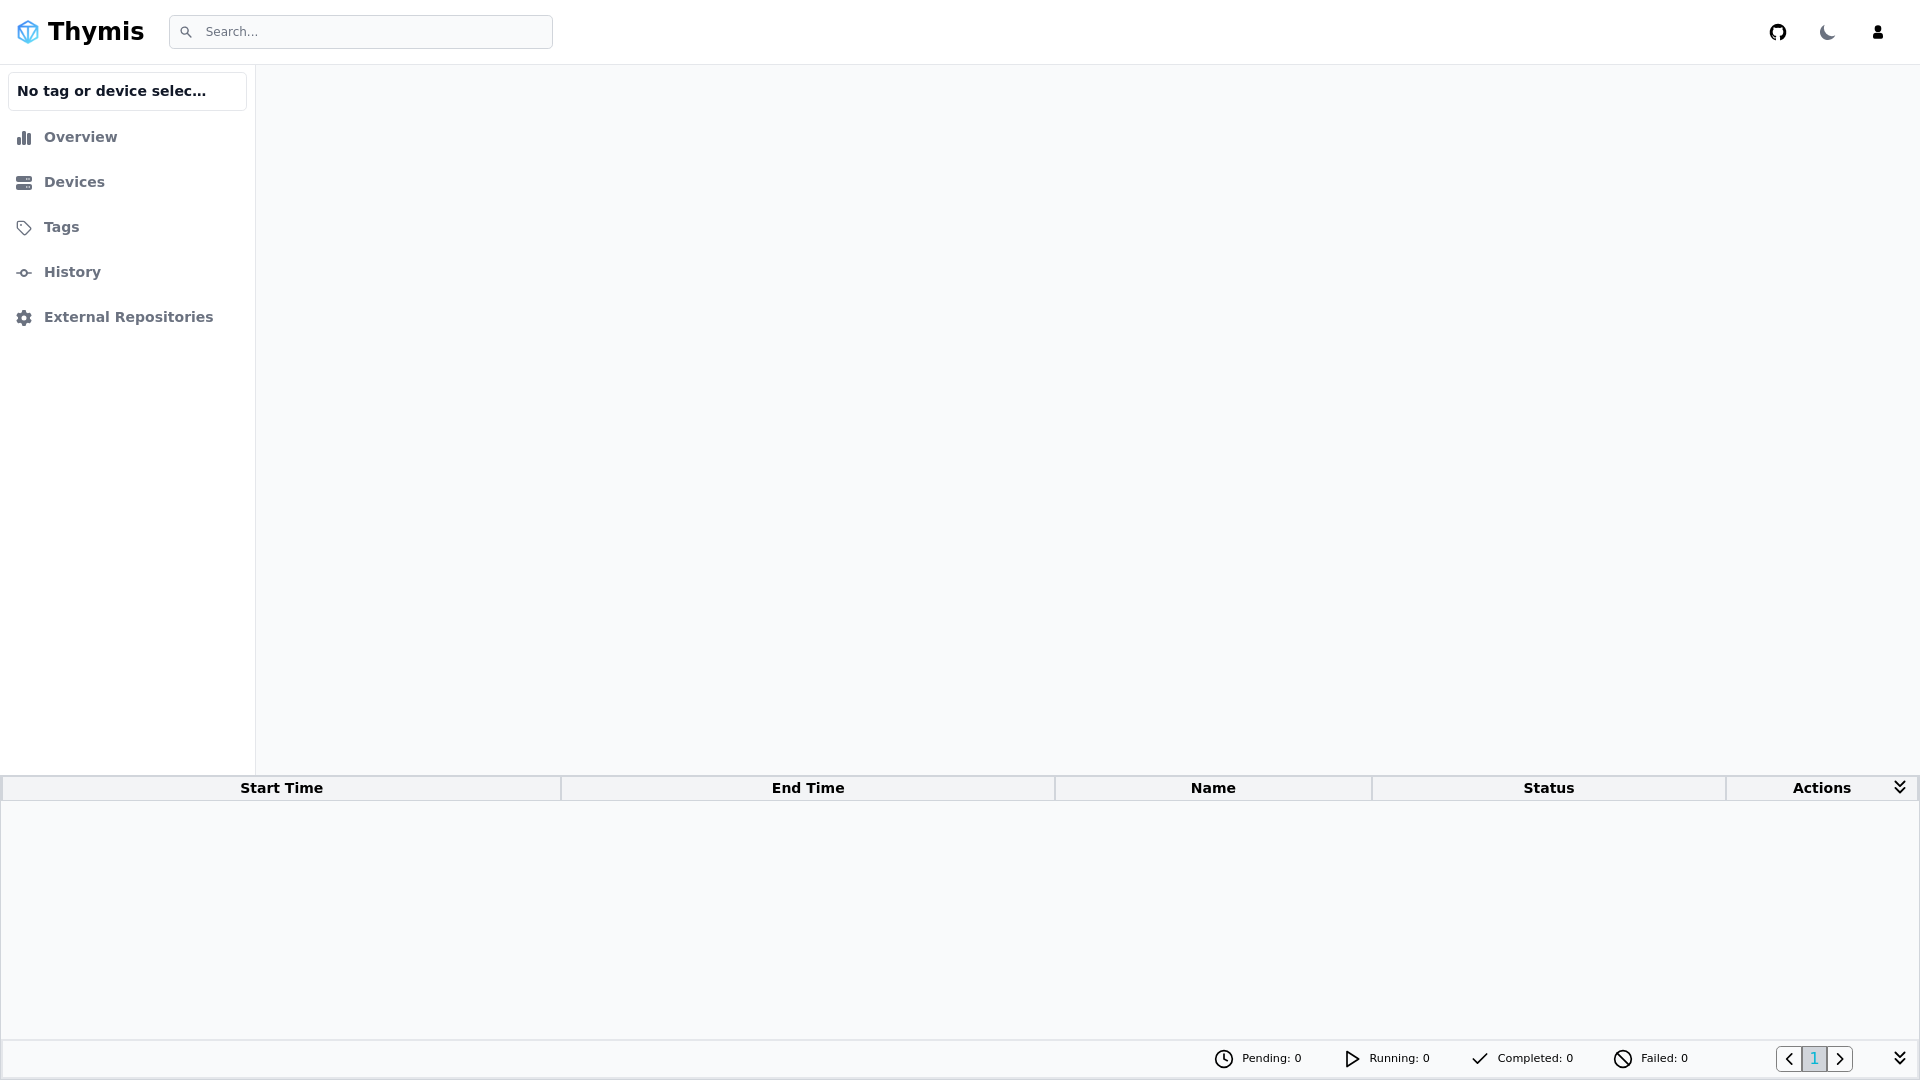 Thymis
Search...
No tag or device selec...
Overview
Devices
Tags
History
External Repositories
Start Time End Time Name Status Actions
Pending: 0 Running: 0 Completed: 0 Failed: 0 1